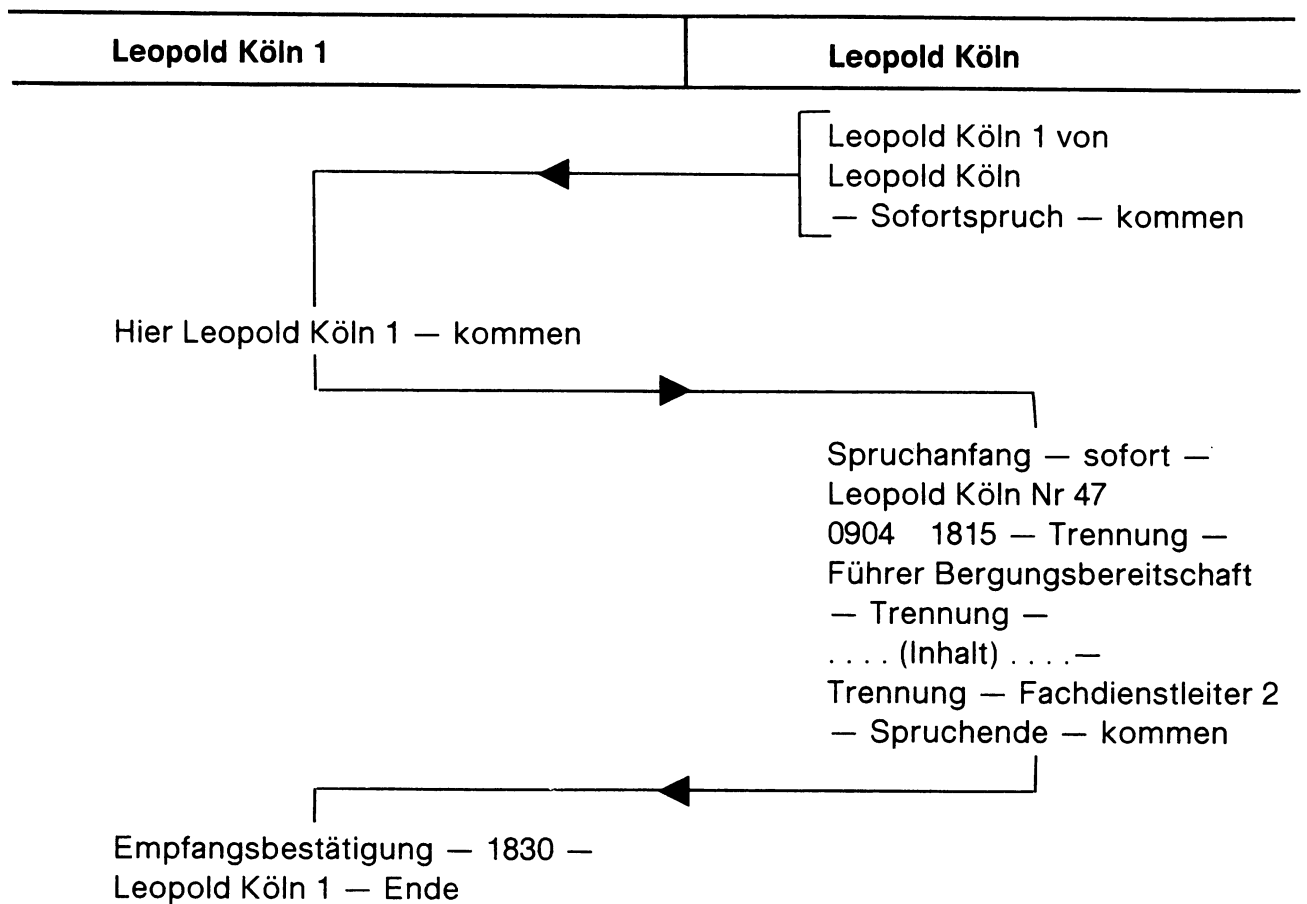 Leopold Köln 1
Leopold Köln
Leopold Köln 1 von
Leopold Köln
— Sofortspruch — kommen
Hier Leopold Köln 1 — kommen
Spruchanfang — sofort —
Leopold Köln Nr 47
0904 1815 — Trennung —
Führer Bergungsbereitschaft
— Trennung —
. . . . (Inhalt) . . . . —
Trennung — Fachdienstleiter 2
— Spruchende — kommen
Empfangsbestätigung — 1830 —
Leopold Köln 1 — Ende